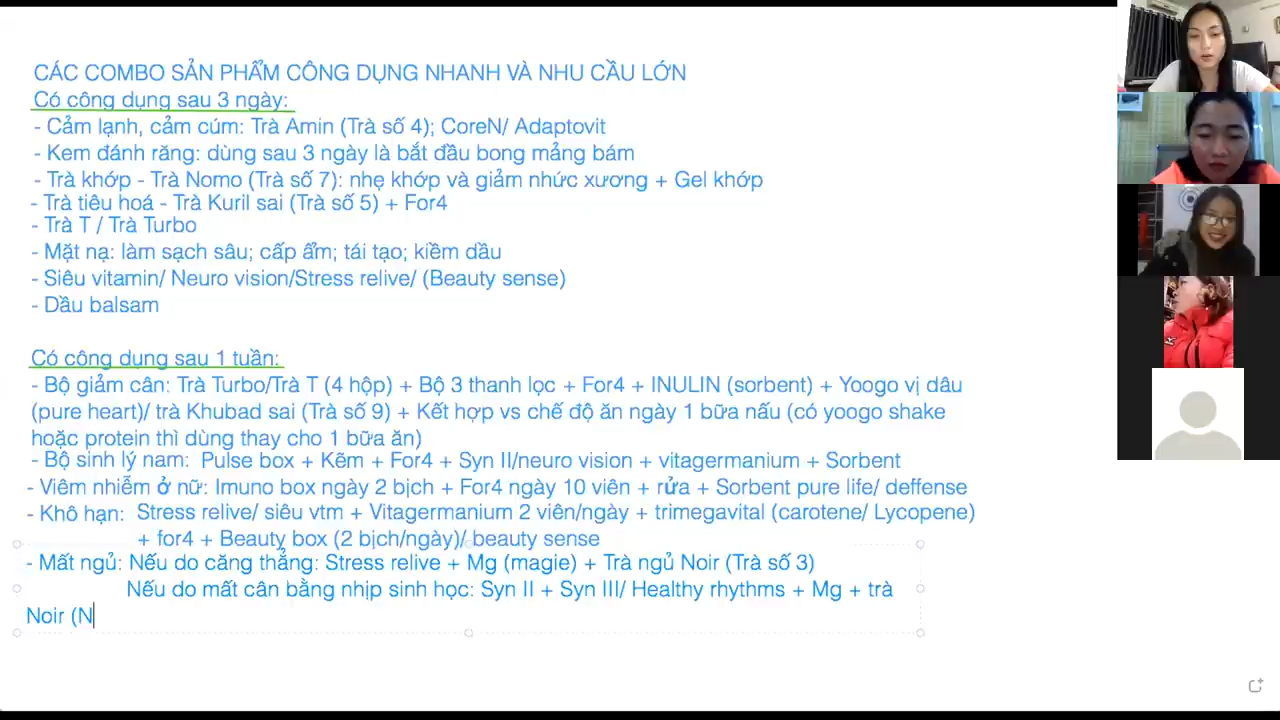 CÁC COMBO SẢN PHẨM CÔNG DỤNG NHANH VÀ NHU CẦU LỚN
Có công dụng sau 3 ngày:
- Cảm lạnh, cảm cúm: Trà Amin (Trà số 4); CoreN/ Adaptovit
- Kem đánh răng: dùng sau 3 ngày là bắt đầu bong mảng bám
- Trà khớp - Trà Nomo (Trà số 7): nhẹ khớp và giảm nhức xương + Gel khớp
- Trà tiêu hoá - Trà Kuril sai (Trà số 5) + For4
- Trà T / Trà Turbo
- Mặt nạ: làm sạch sâu; cấp ẩm; tái tạo; kiềm dầu
- Siêu vitamin/ Neuro vision/Stress relive/ (Beauty sense)
- Dầu balsam
Có công dụng sau 1 tuần:
- Bộ giảm cân: Trà Turbo/Trà T (4 hộp) + Bộ 3 thanh lọc + For4 + INULIN (sorbent) + Yoogo vị dâu
(pure heart)/ trà Khubad sai (Trà số 9) + Kết hợp vs chế độ ăn ngày 1 bữa nấu (có yoogo shake
hoặc protein thì dùng thay cho 1 bữa ăn)
- Bộ sinh lý nam: Pulse box + Kẽm + For4 + Syn II/neuro vision + vitagermanium + Sorbent
- Viêm nhiễm ở nữ: Imuno box ngày 2 bịch + For4 ngày 10 viên + rửa + Sorbent pure life/ deffense
- Khô hạn: Stress relive/ siêu vtm + Vitagermanium 2 viên/ngày + trimegavital (carotene/ Lycopene)
+ for4 + Beauty box (2 bịch/ngày)/ beauty sense
- Mất ngủ: Nếu do căng thẳng: Stress relive + Mg (magie) + Trà ngủ Noir (Trà số 3)
Nếu do mất cân bằng nhịp sinh học: Syn II + Syn III/ Healthy rhythms + Mg + trà
Noir (N